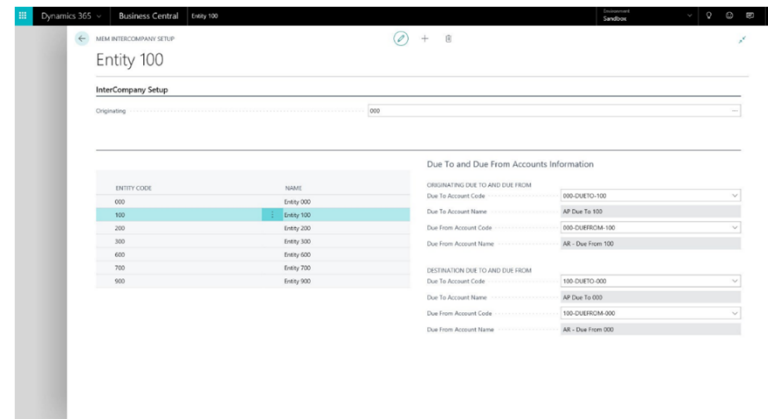 Dynamics 365 Business Central Entity 100 Environment
Sandbox
MEM INTERCOMPANY SETUP
Entity 100
InterCompany Setup
Originating 000
Due To and Due From Accounts Information
ENTITY CODE NAME
000 Entity 000
100 Entity 100
200 Entity 200
300 Entity 300
600 Entity 600
700 Entity 700
900 Entity 900
ORIGINATING DUE TO AND DUE FROM
Due To Account Code 000-DUETO-100
Due To Account Name AP Due To 100
Due From Account Code 000-DUEFROM-100
Due From Account Name AR - Due From 100
DESTINATION DUE TO AND DUE FROM
Due To Account Code 100-DUETO-000
Due To Account Name AP Due To 000
Due From Account Code 100-DUEFROM-000
Due From Account Name AR - Due From 000